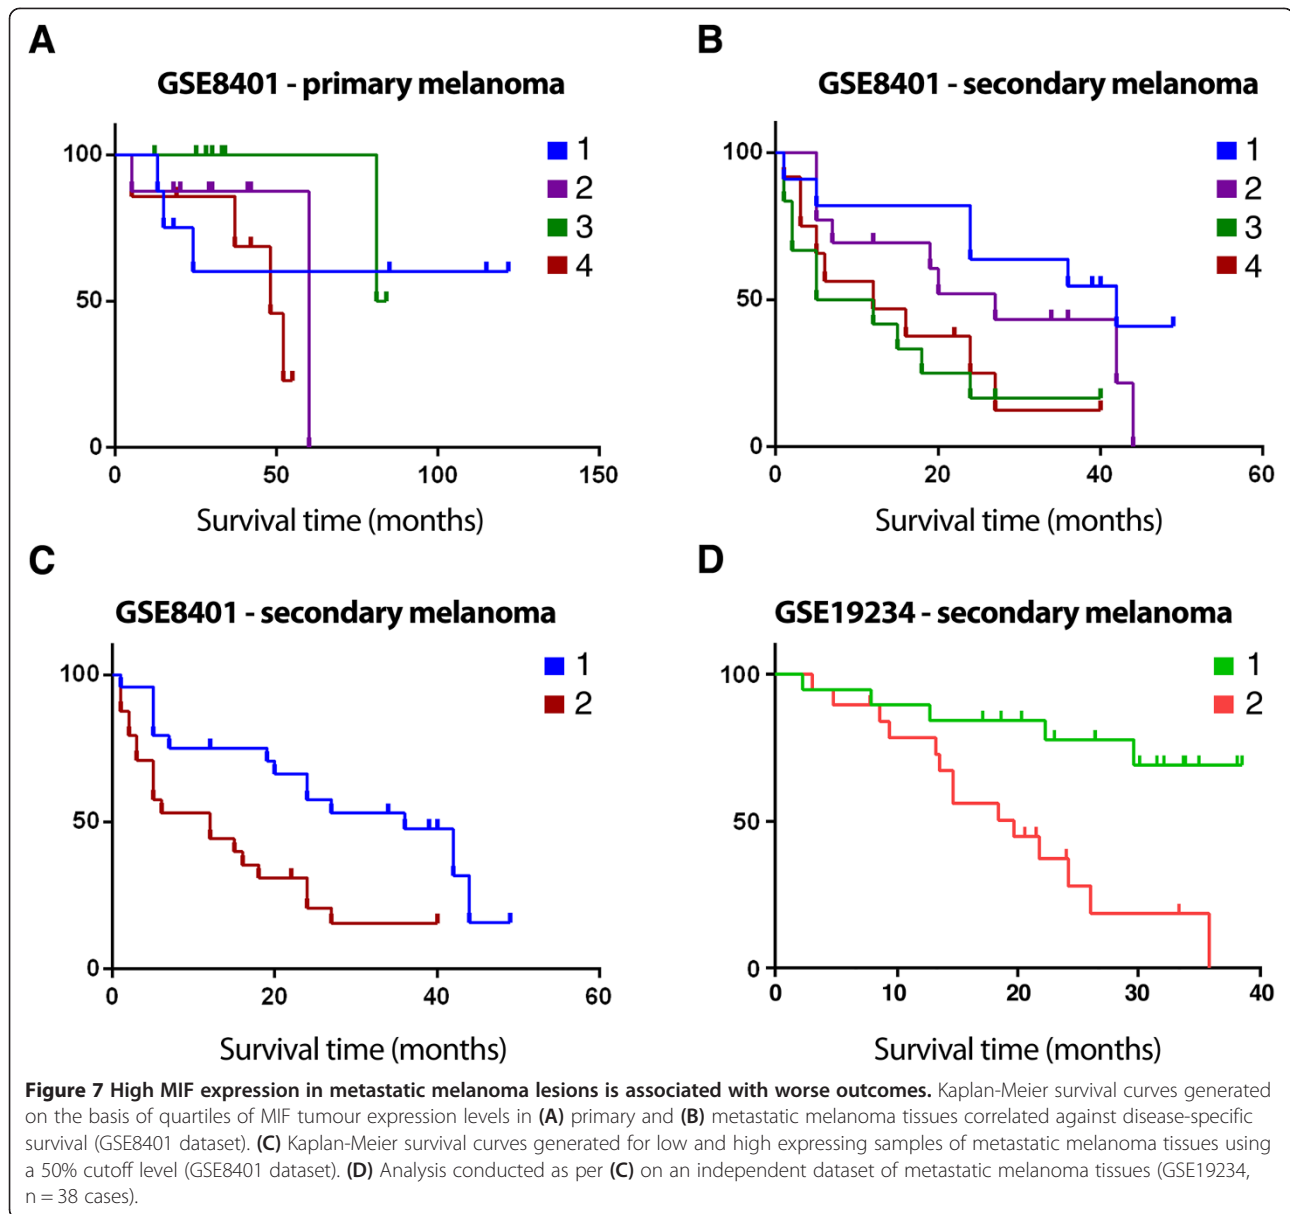 A
GSE8401 - primary melanoma
1
2
3
4
100
50
0
0 50 100 150
Survival time (months)
B
GSE8401 - secondary melanoma
1
2
3
4
100
50
0
0 20 40 60
Survival time (months)
C
GSE8401 - secondary melanoma
1
2
100
50
0
0 20 40 60
Survival time (months)
D
GSE19234 - secondary melanoma
1
2
100
50
0
0 10 20 30 40
Survival time (months)
Figure 7 High MIF expression in metastatic melanoma lesions is associated with worse outcomes. Kaplan-Meier survival curves generated
on the basis of quartiles of MIF tumour expression levels in (A) primary and (B) metastatic melanoma tissues correlated against disease-specific
survival (GSE8401 dataset). (C) Kaplan-Meier survival curves generated for low and high expressing samples of metastatic melanoma tissues using
a 50% cutoff level (GSE8401 dataset). (D) Analysis conducted as per (C) on an independent dataset of metastatic melanoma tissues (GSE19234,
n = 38 cases).